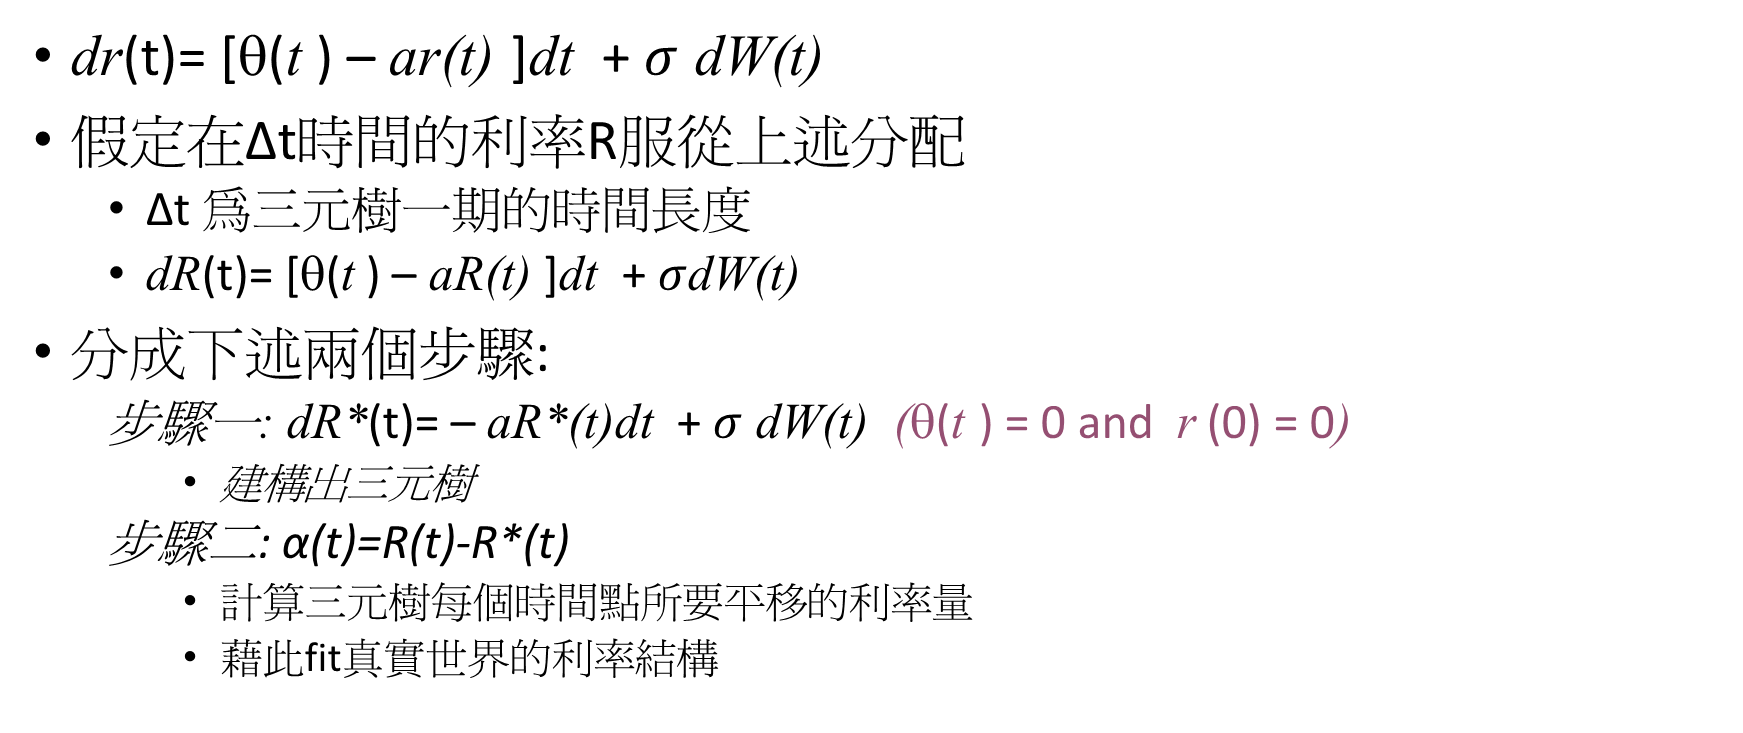 • dr(t)= [θ(t ) – ar(t) ]dt + σ dW(t)
• 假定在Δt時間的利率R服從上述分配
• Δt 爲三元樹一期的時間長度
• dR(t)= [θ(t ) – aR(t) ]dt + σdW(t)
• 分成下述兩個步驟:
步驟一: dR*(t)= – aR*(t)dt + σ dW(t) (θ(t ) = 0 and r (0) = 0)
• 建構出三元樹
步驟二: α(t)=R(t)-R*(t)
• 計算三元樹每個時間點所要平移的利率量
• 藉此fit真實世界的利率結構